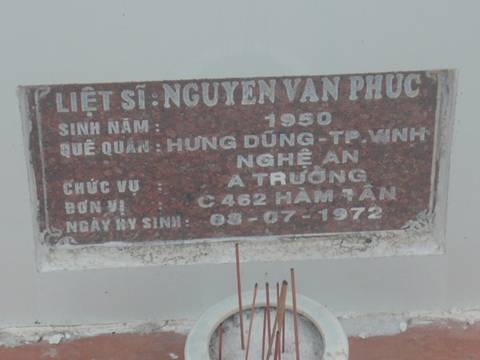 LIỆT SĨ: NGUYỄN VĂN PHÚC
SINH NĂM: 1950
QUÊ QUÁN: HƯNG DŨNG-TP.VINH
NGHỆ AN
CHỨC VỤ: A TRƯỞNG
ĐƠN VỊ: C 462 HÀM TÂN
NGÀY HY SINH: 08-07-1972